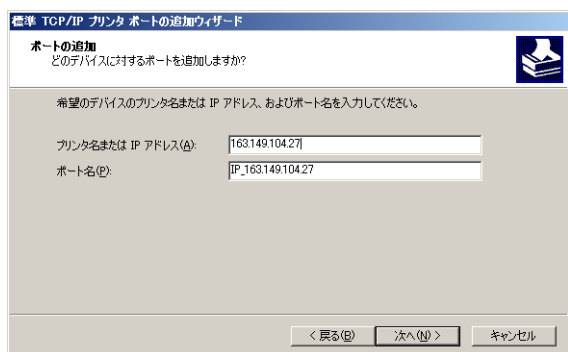 標準 TCP/IP プリンタ ポートの追加ウィザード
ポートの追加
どのデバイスに対するポートを追加しますか?
希望のデバイスのプリンタ名または IP アドレス、およびポート名を入力してください。
プリンタ名または IP アドレス(A): 163.149.104.27
ポート名(P): IP_163.149.104.27
< 戻る(B) 次へ(N) > キャンセル